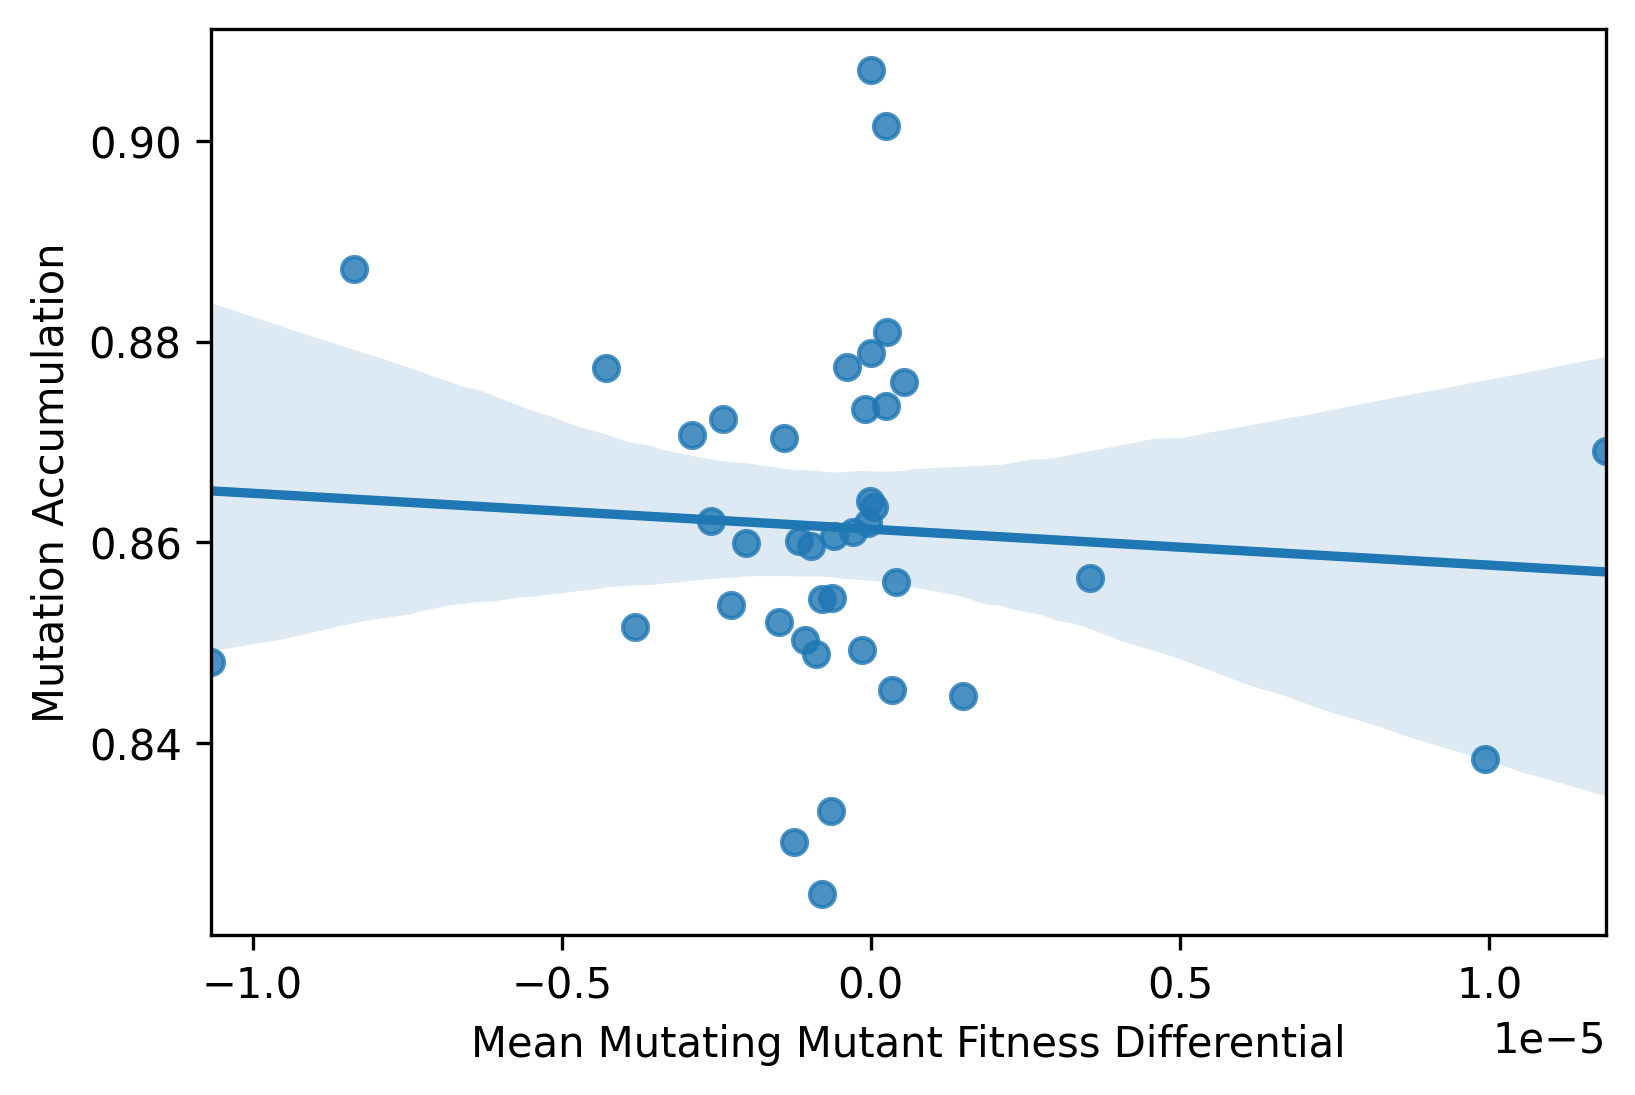 0.90
0.88
0.86
0.84
Mutation Accumulation
−1.0 −0.5 0.0 0.5 1.0
1e−5
Mean Mutating Mutant Fitness Differential